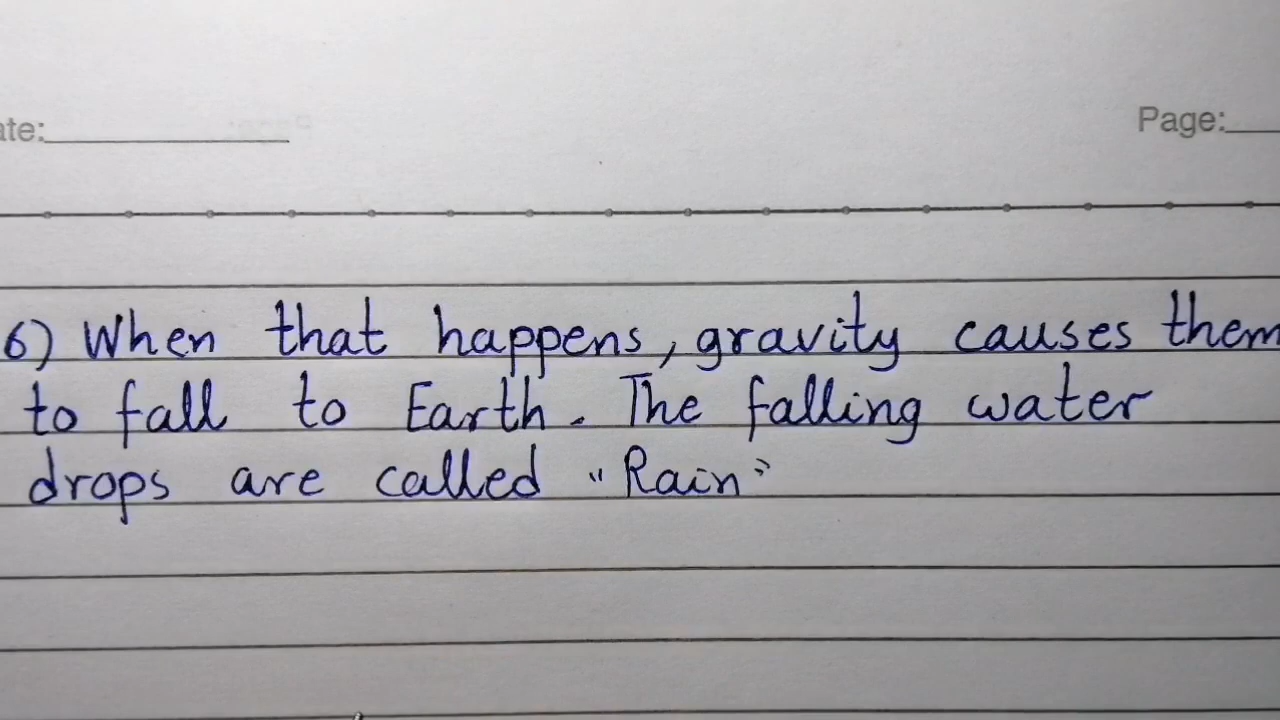 ate:
Page:
6) When that happens, gravity causes them
to fall to Earth. The falling water
drops are called "Rain"